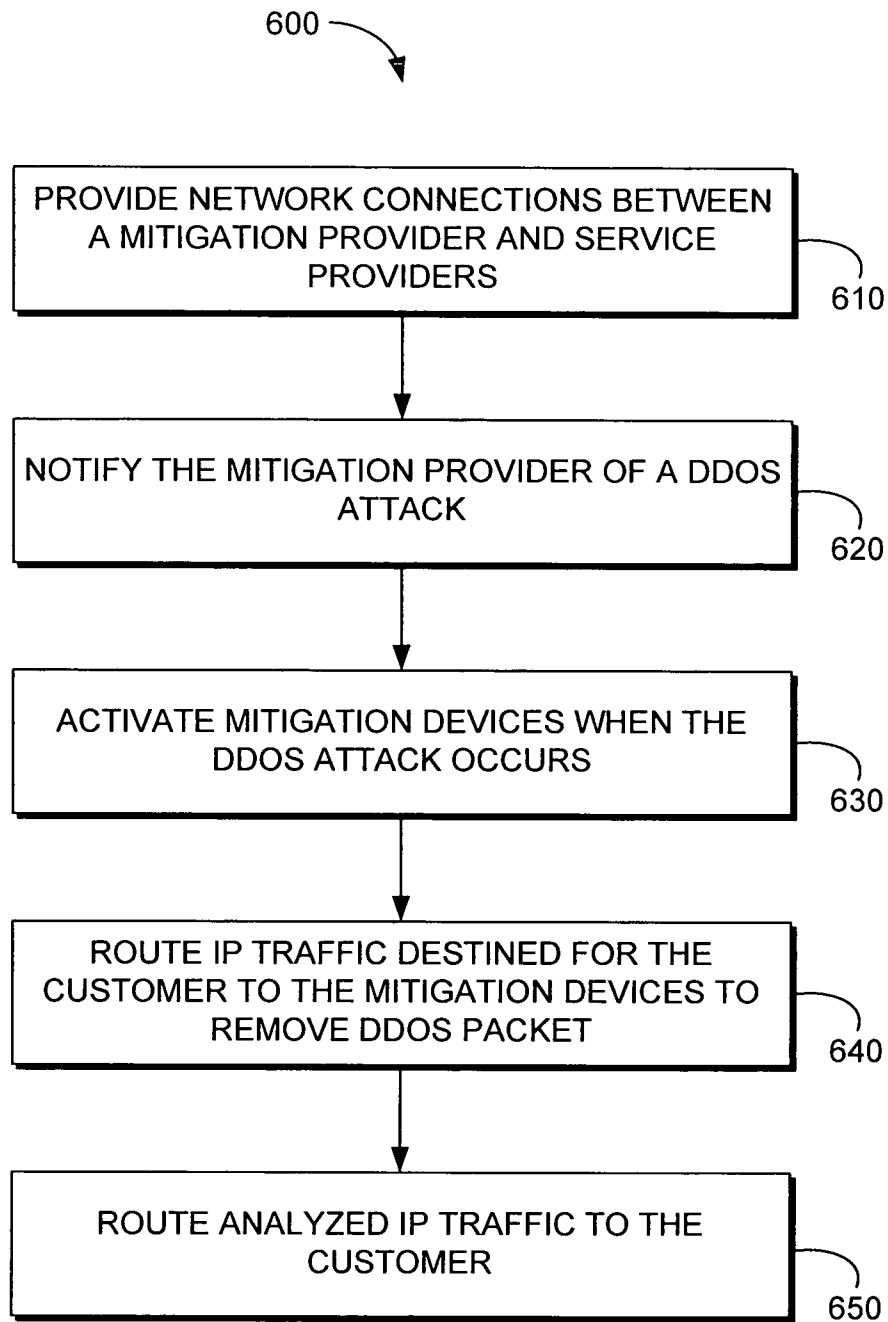 600
PROVIDE NETWORK CONNECTIONS BETWEEN
A MITIGATION PROVIDER AND SERVICE
PROVIDERS
610
NOTIFY THE MITIGATION PROVIDER OF A DDOS
ATTACK
620
ACTIVATE MITIGATION DEVICES WHEN THE
DDOS ATTACK OCCURS
630
ROUTE IP TRAFFIC DESTINED FOR THE
CUSTOMER TO THE MITIGATION DEVICES TO
REMOVE DDOS PACKET
640
ROUTE ANALYZED IP TRAFFIC TO THE
CUSTOMER
650